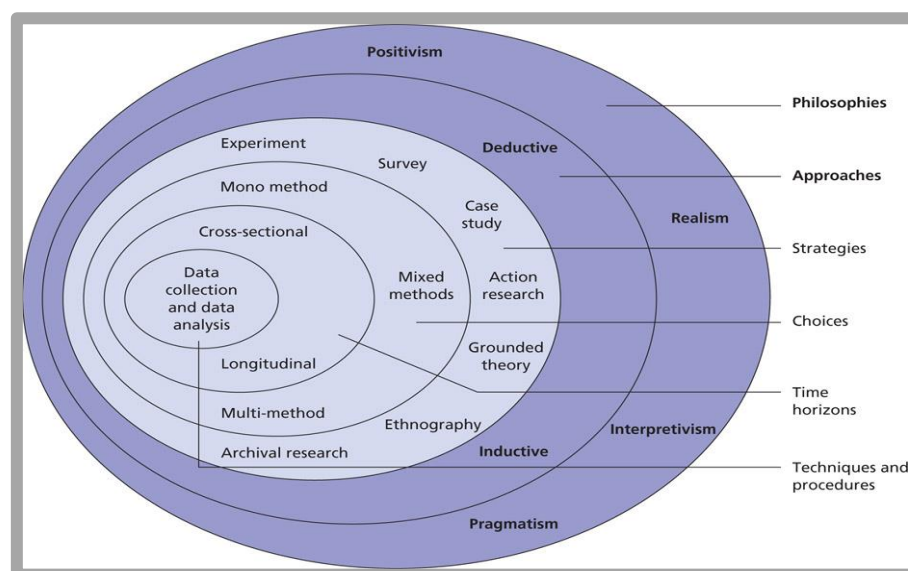 Positivism
Philosophies
Experiment
Deductive
Survey
Approaches
Mono method
Case
study
Realism
Cross-sectional
Strategies
Data
collection
and data
analysis
Mixed
methods
Action
research
Choices
Grounded
theory
Longitudinal
Time
horizons
Multi-method
Ethnography
Interpretivism
Archival research
Inductive
Techniques and
procedures
Pragmatism